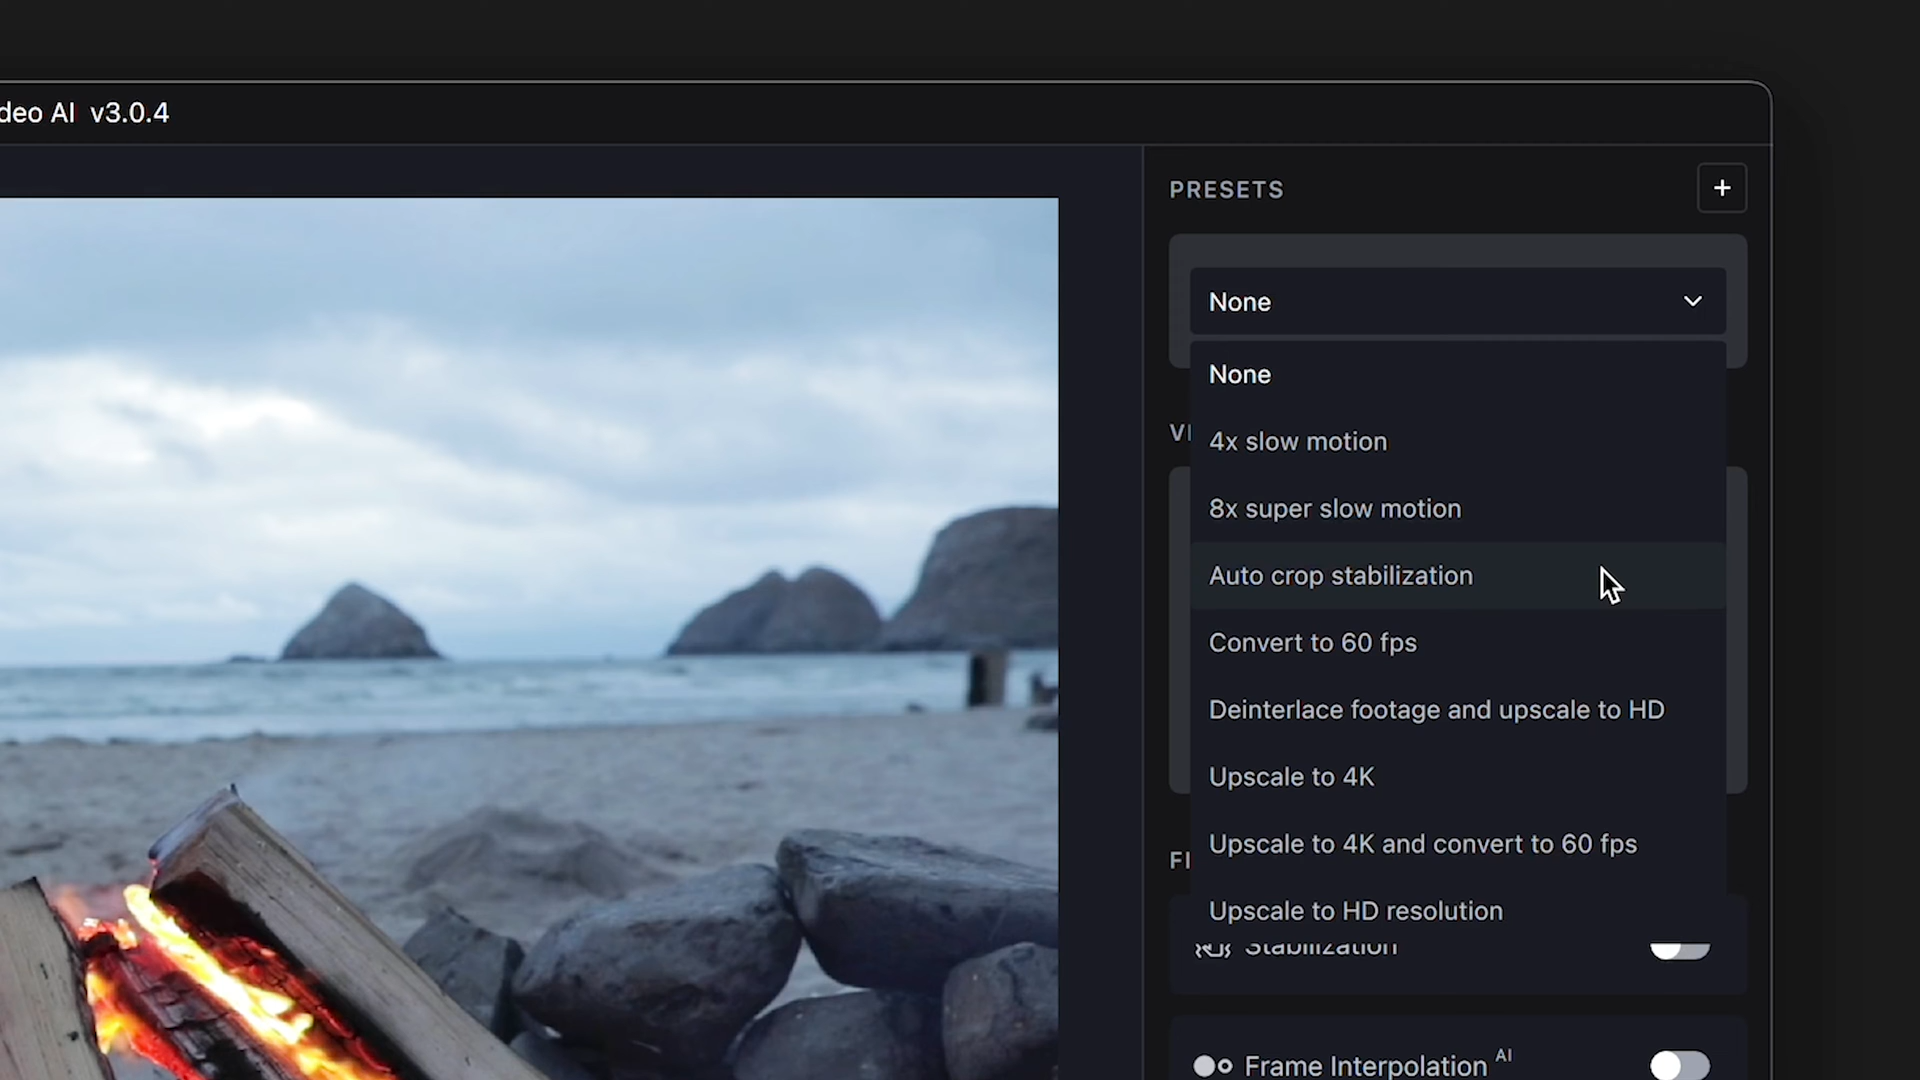 deo AI v3.0.4
PRESETS
+
None
None
4x slow motion
8x super slow motion
Auto crop stabilization
Convert to 60 fps
Deinterlace footage and upscale to HD
Upscale to 4K
Upscale to 4K and convert to 60 fps
Upscale to HD resolution
Stabilization
Frame Interpolation AI